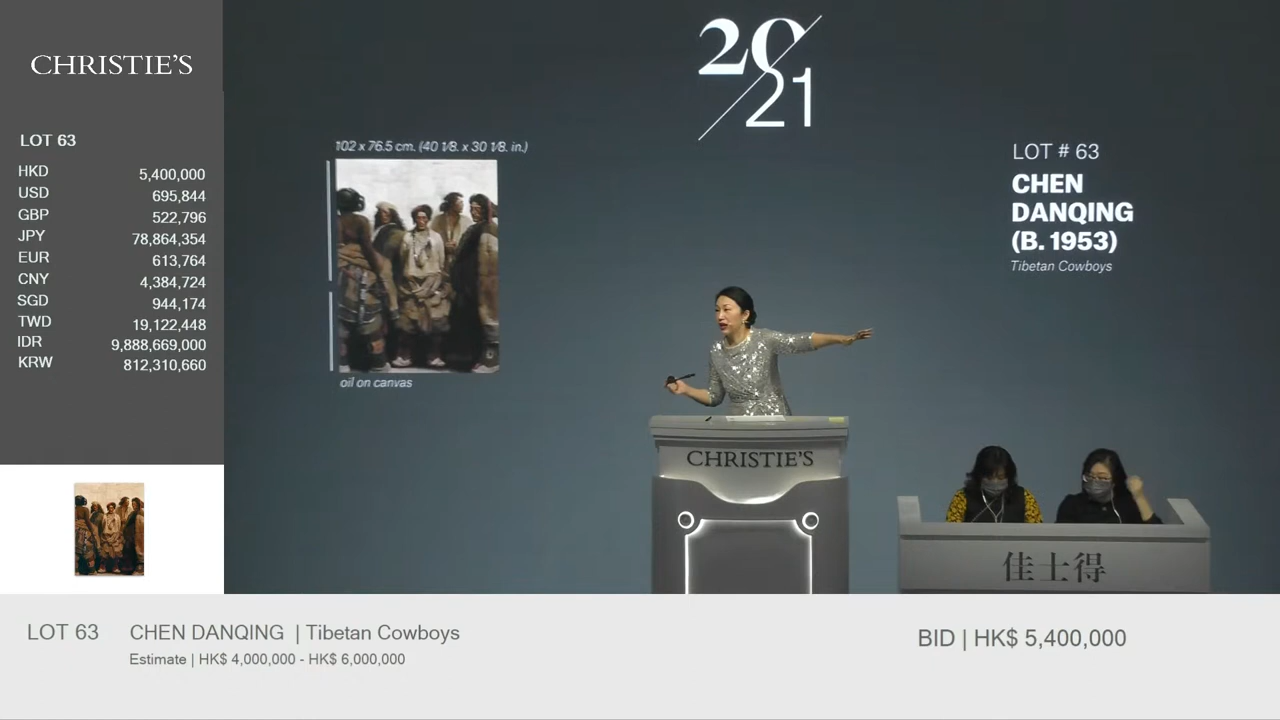 CHRISTIE'S
LOT 63
HKD 5,400,000
USD 695,844
GBP 522,796
JPY 78,864,354
EUR 613,764
CNY 4,384,724
SGD 944,174
TWD 19,122,448
IDR 9,888,669,000
KRW 812,310,660
20/21
102 x 76.5 cm. (40 1/8. x 30 1/8. in.)
oil on canvas
LOT # 63
CHEN
DANQING
(B. 1953)
Tibetan Cowboys
CHRISTIE'S
佳士得
LOT 63 CHEN DANQING | Tibetan Cowboys
Estimate | HK$ 4,000,000 - HK$ 6,000,000
BID | HK$ 5,400,000